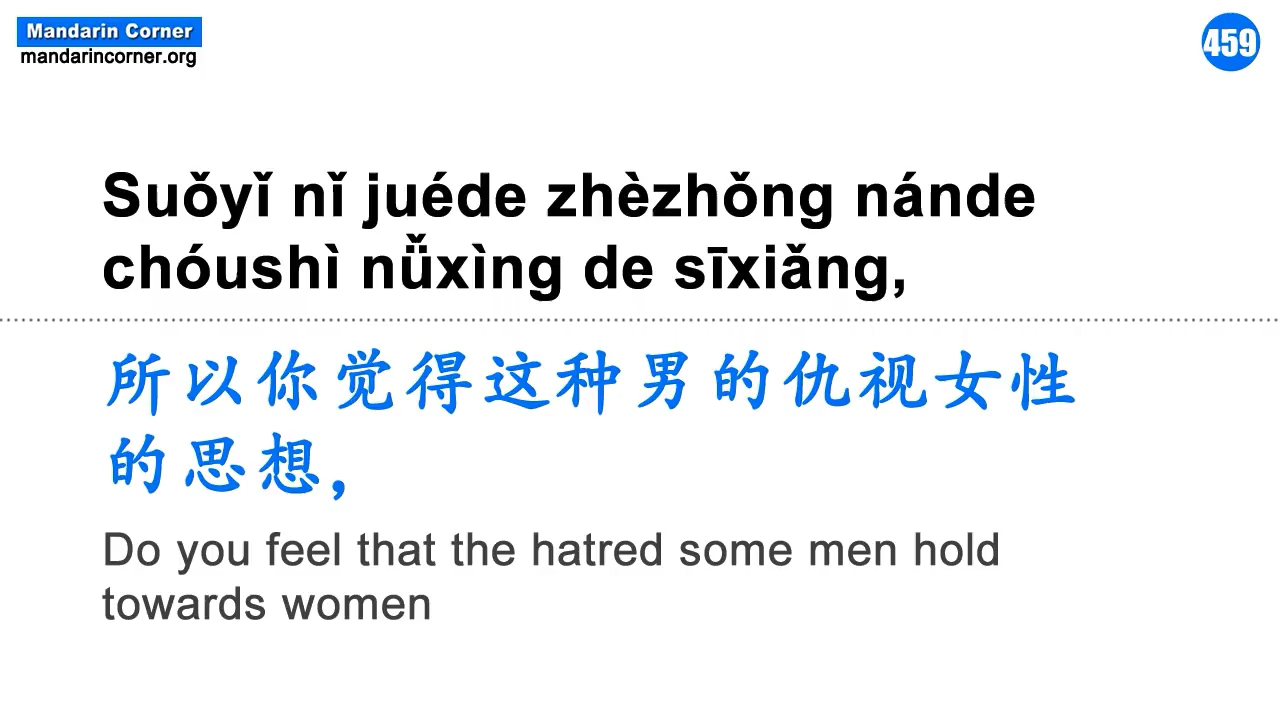 Mandarin Corner
mandarincorner.org
459
Suǒyǐ nǐ juéde zhèzhǒng nánde
chóushì nǚxìng de sīxiǎng,
所以你觉得这种男的仇视女性
的思想，
Do you feel that the hatred some men hold
towards women